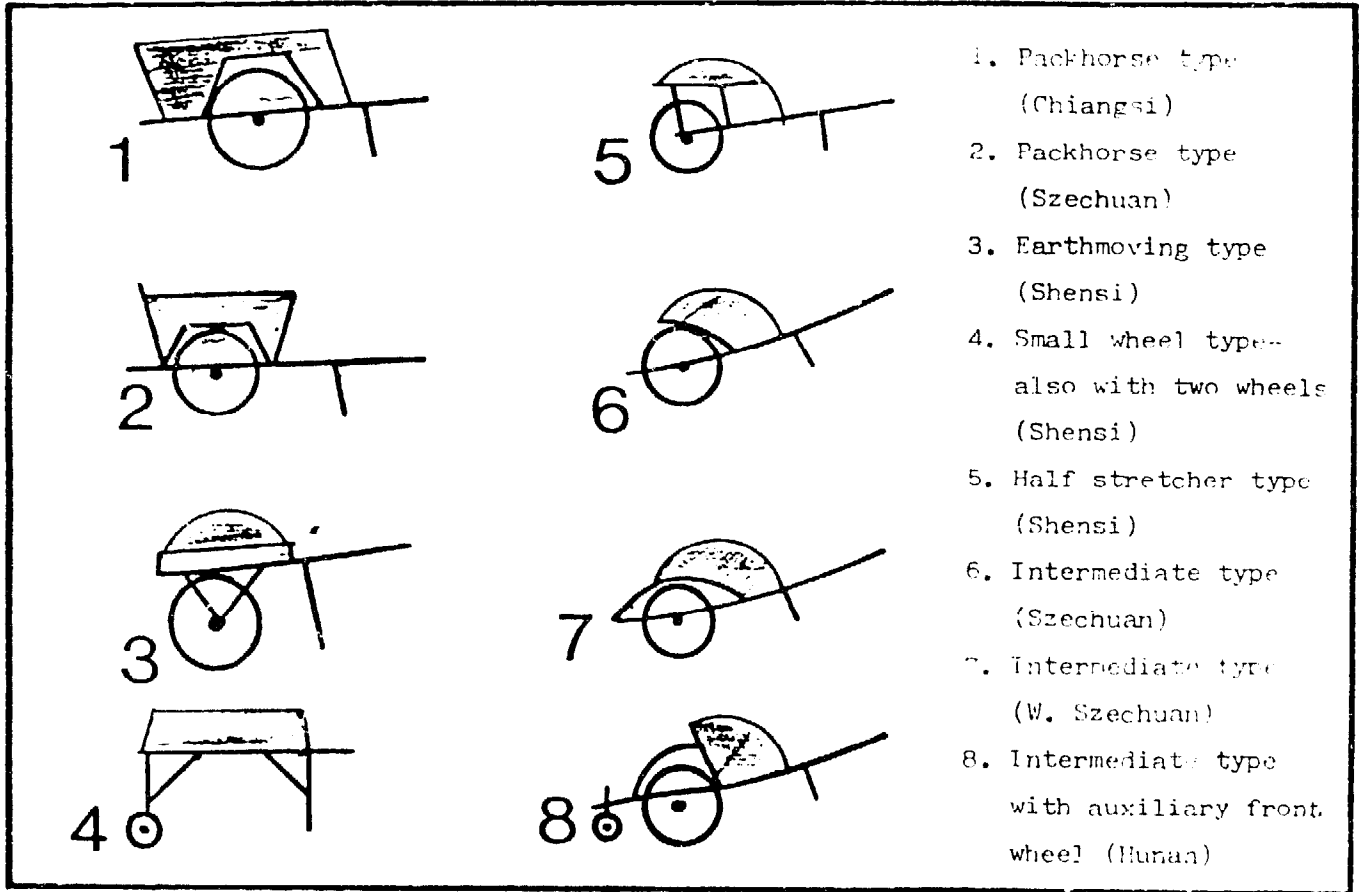 1
2
3
4
5
6
7
8
1. Packhorse type
(Chiangsi)
2. Packhorse type
(Szechuan)
3. Earthmoving type
(Shensi)
4. Small wheel type--
also with two wheels
(Shensi)
5. Half stretcher type
(Shensi)
6. Intermediate type
(Szechuan)
7. Intermediate type
(W. Szechuan)
8. Intermediate type
with auxiliary front
wheel (Hunan)